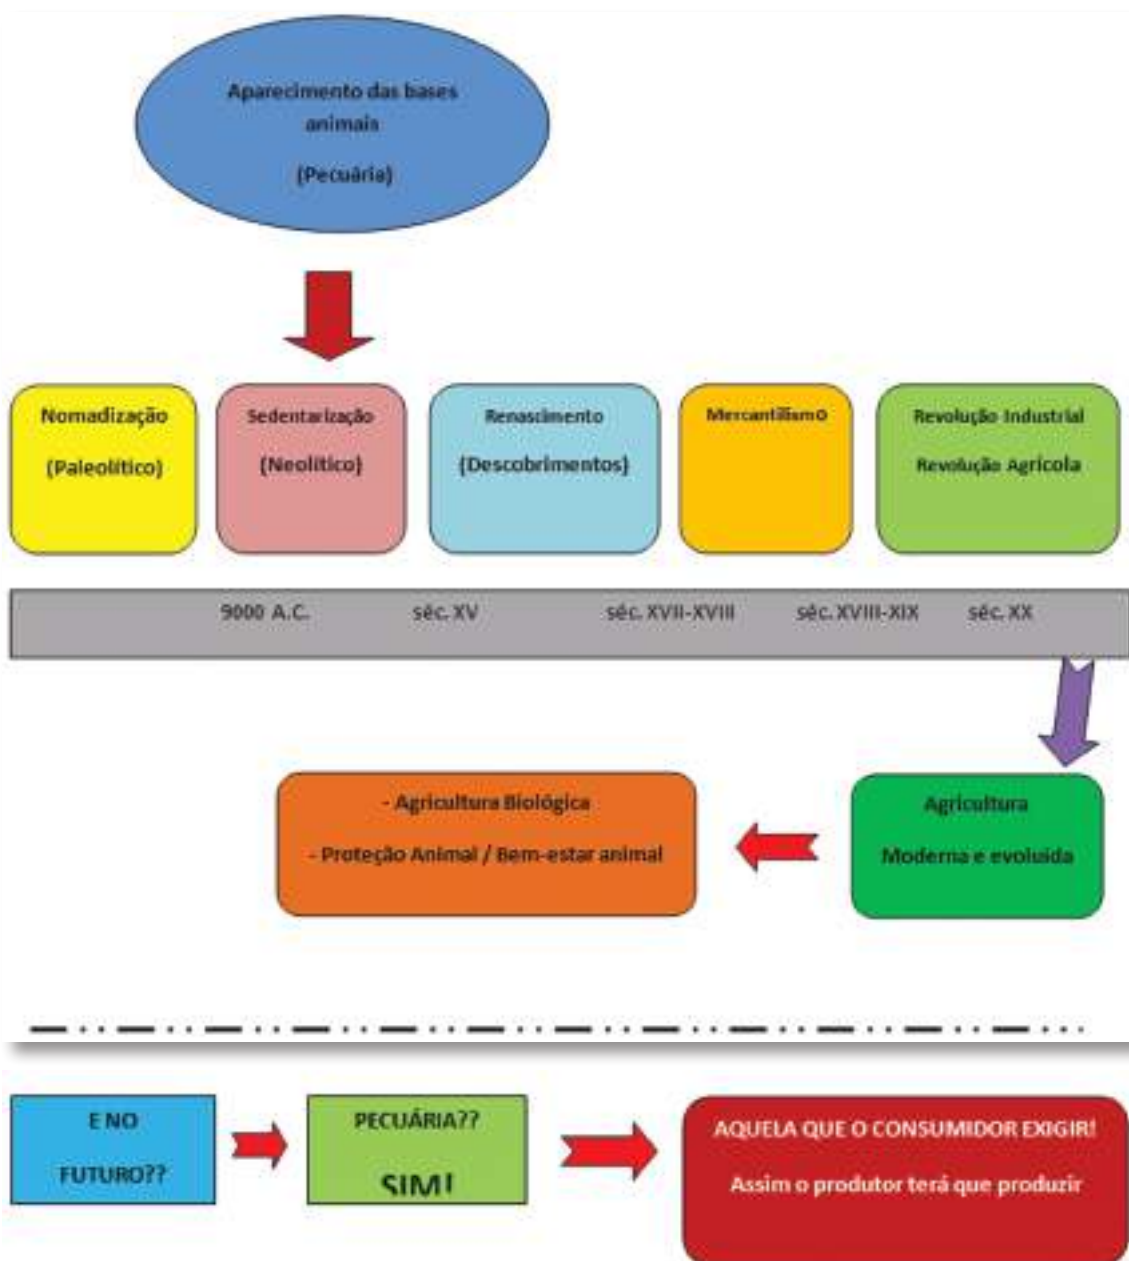 Aparecimento das bases
animais
(Pecuária)
Nomadização
(Paleolítico)
Sedentarização
(Neolítico)
Renascimento
(Descobrimentos)
Mercantilismo
Revolução Industrial
Revolução Agrícola
9000 A.C. séc. XV séc. XVII-XVIII séc. XVIII-XIX séc. XX
- Agricultura Biológica
- Proteção Animal / Bem-estar animal
Agricultura
Moderna e evoluida
E NO
FUTURO??
PECUÁRIA??
SIM!
AQUELA QUE O CONSUMIDOR EXIGIR!
Assim o produtor terá que produzir